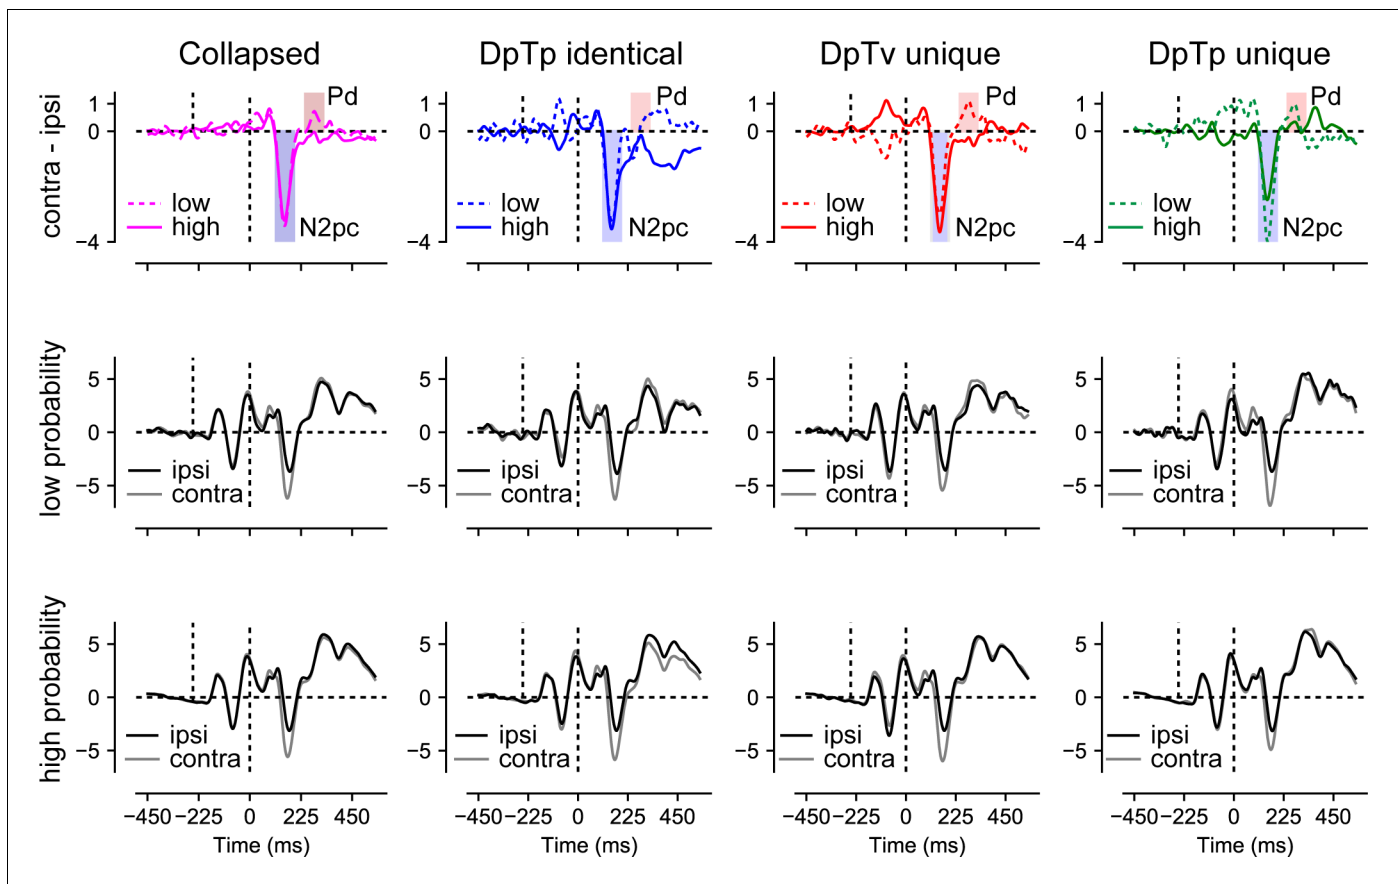 Collapsed
DpTp identical
DpTv unique
DpTp unique
contra - ipsi
1
0
−4
Pd
low
high
N2pc
1
0
−4
Pd
low
high
N2pc
1
0
−4
Pd
low
high
N2pc
1
0
−4
Pd
low
high
N2pc
low probability
5
0
−5
ipsi
contra
5
0
−5
ipsi
contra
5
0
−5
ipsi
contra
5
0
−5
ipsi
contra
high probability
5
0
−5
ipsi
contra
5
0
−5
ipsi
contra
5
0
−5
ipsi
contra
5
0
−5
ipsi
contra
−450 −225 0 225 450
−450 −225 0 225 450
−450 −225 0 225 450
−450 −225 0 225 450
Time (ms)
Time (ms)
Time (ms)
Time (ms)